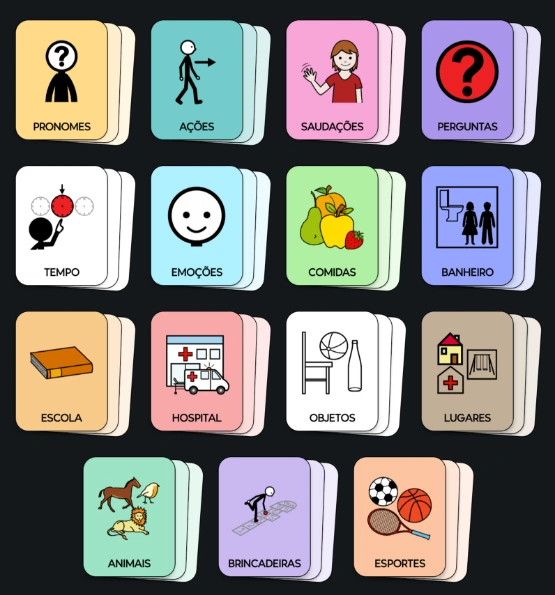 PRONOMES
AÇÕES
SAUDAÇÕES
PERGUNTAS
TEMPO
EMOÇÕES
COMIDAS
BANHEIRO
ESCOLA
HOSPITAL
OBJETOS
LUGARES
ANIMAIS
BRINCADEIRAS
ESPORTES